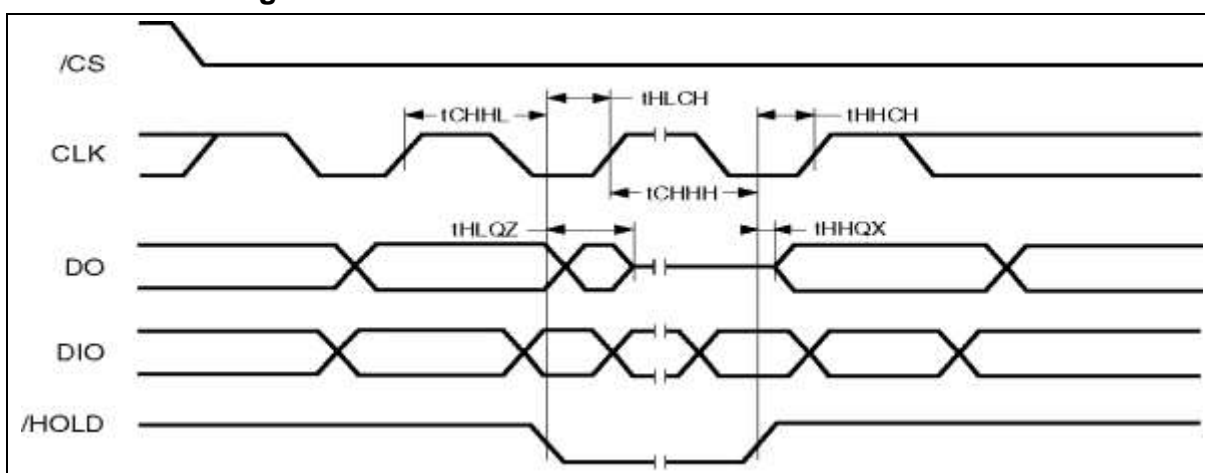 /CS
tHLCH
tCHHL
tHHCH
CLK
tCHHH
tHLQZ
tHHQX
DO
DIO
/HOLD